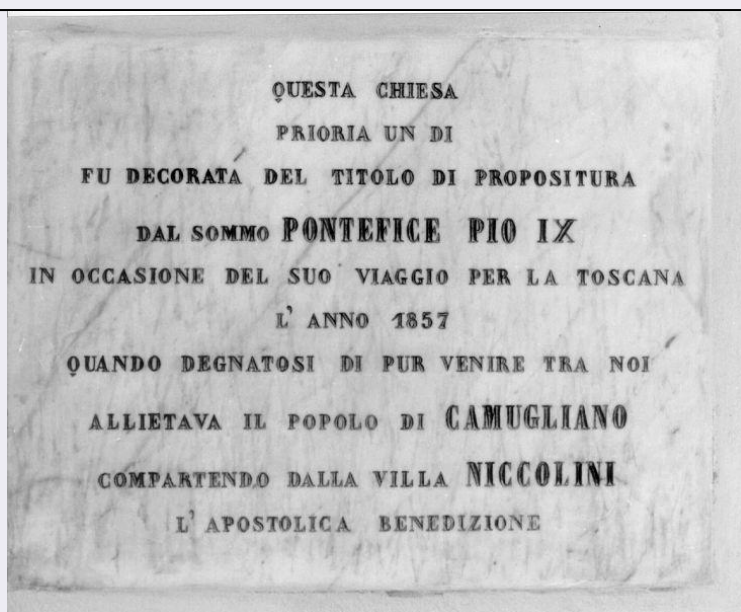 QUESTA CHIESA
PRIORIA UN DI
FU DECORATA DEL TITOLO DI PROPOSITURA
DAL SOMMO PONTEFICE PIO IX
IN OCCASIONE DEL SUO VIAGGIO PER LA TOSCANA
L' ANNO 1857
QUANDO DEGNATOSI DI PUR VENIRE TRA NOI
ALLIETAVA IL POPOLO DI CAMUGLIANO
COMPARTENDO DALLA VILLA NICCOLINI
L' APOSTOLICA BENEDIZIONE